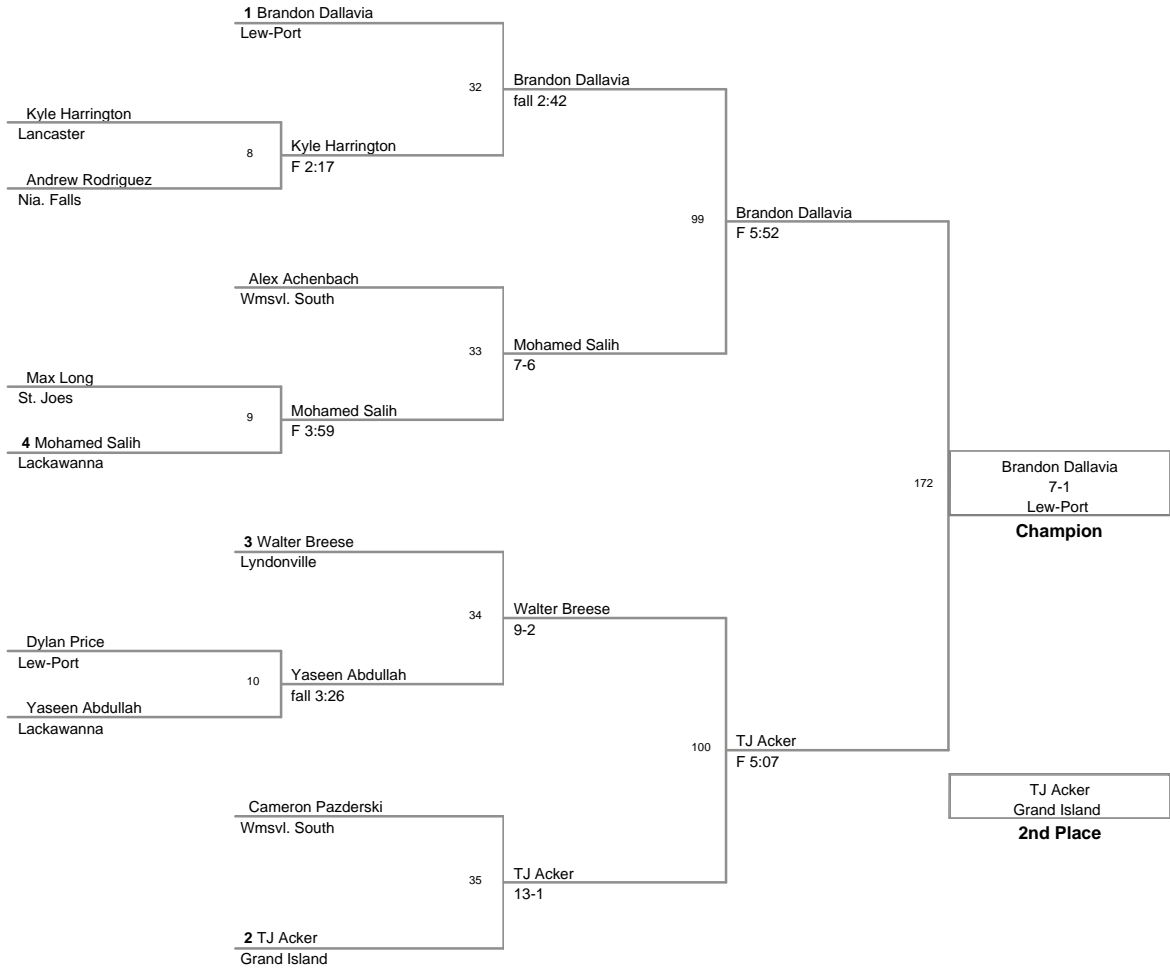 1 Brandon Dallavia
Lew-Port
32
Brandon Dallavia
fall 2:42
Kyle Harrington
Lancaster
8
Kyle Harrington
F 2:17
Andrew Rodriguez
Nia. Falls
99
Brandon Dallavia
F 5:52
Alex Achenbach
Wmsvl. South
33
Mohamed Salih
7-6
Max Long
St. Joes
9
Mohamed Salih
F 3:59
4 Mohamed Salih
Lackawanna
172
Brandon Dallavia
7-1
Lew-Port
Champion
3 Walter Breese
Lyndonville
34
Walter Breese
9-2
Dylan Price
Lew-Port
10
Yaseen Abdullah
fall 3:26
Yaseen Abdullah
Lackawanna
100
TJ Acker
F 5:07
TJ Acker
Grand Island
2nd Place
Cameron Pazderski
Wmsvl. South
35
TJ Acker
13-1
2 TJ Acker
Grand Island